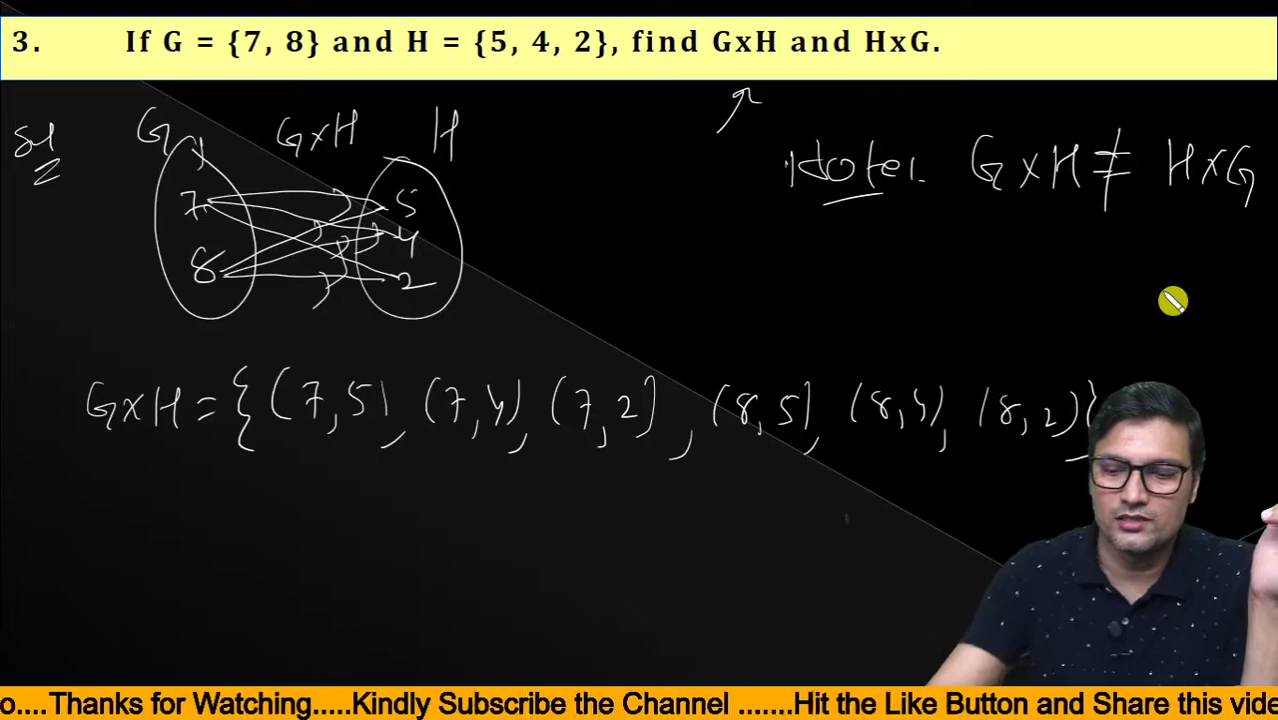 3. If G = {7, 8} and H = {5, 4, 2}, find GxH and HxG.
Sol
G GxH H
Note: GxH ≠ HxG
7 5
4
8 2
GxH = {(7,5), (7,4), (7,2), (8,5), (8,4), (8,2)}
o....Thanks for Watching.....Kindly Subscribe the Channel .......Hit the Like Button and Share this vide